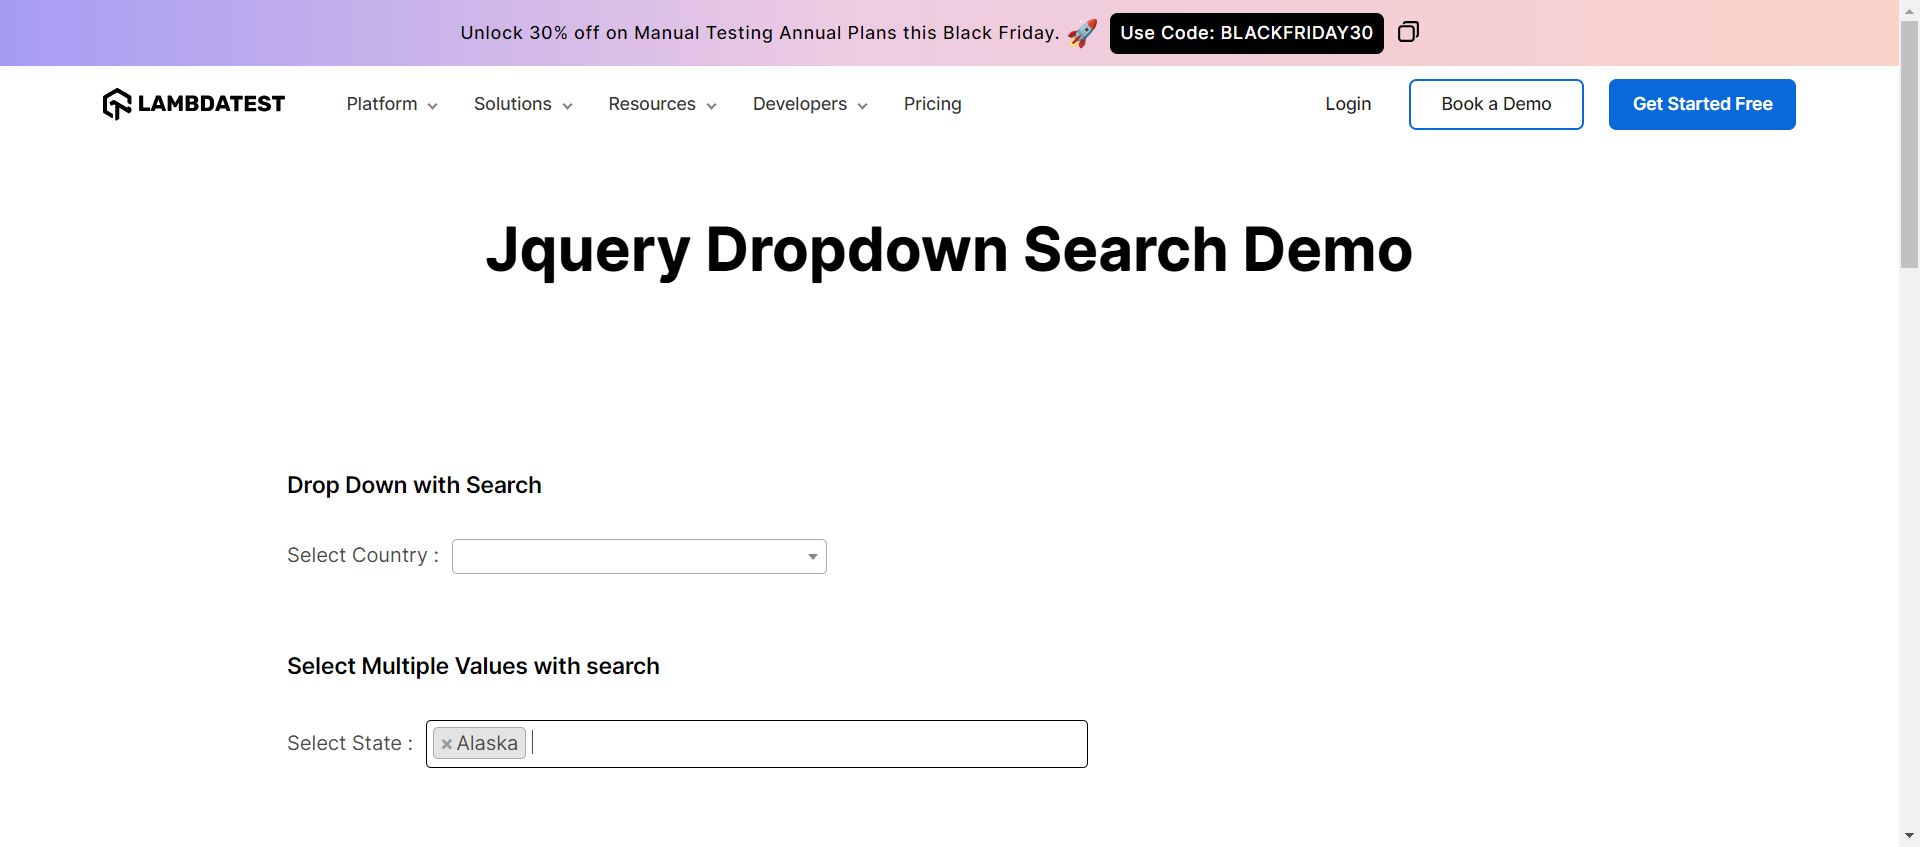 Unlock 30% off on Manual Testing Annual Plans this Black Friday. 🚀 Use Code: BLACKFRIDAY30
LAMBDATEST Platform Solutions Resources Developers Pricing Login Book a Demo Get Started Free
Jquery Dropdown Search Demo
Drop Down with Search
Select Country :
Select Multiple Values with search
Select State : × Alaska